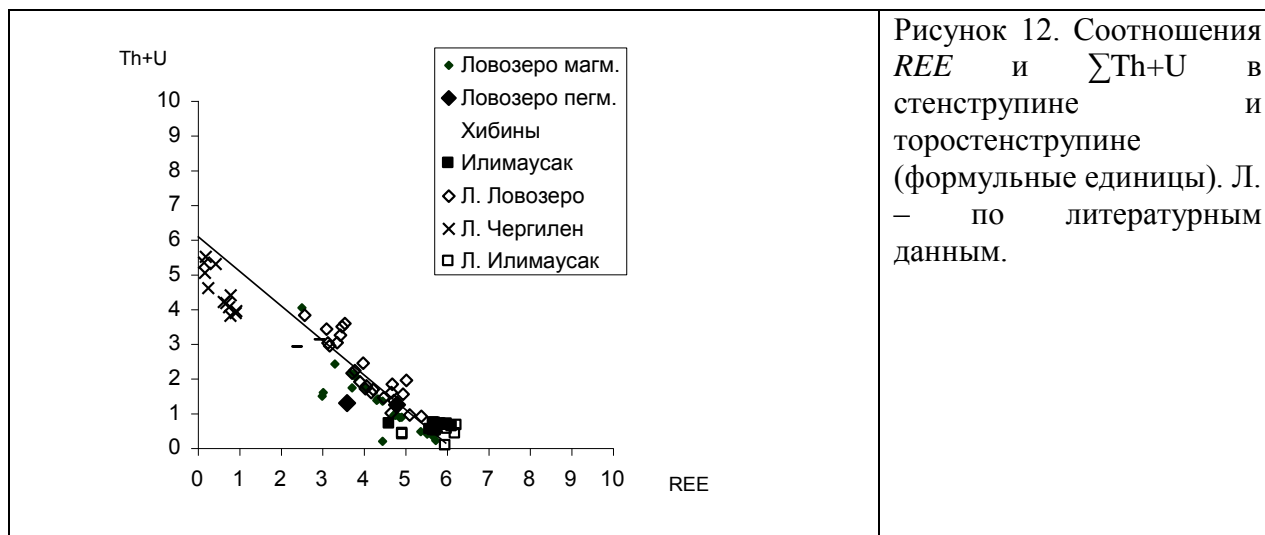 Th+U
10
9
8
7
6
5
4
3
2
1
0
0 1 2 3 4 5 6 7 8 9 10
REE
Ловозеро магм.
Ловозеро пегм.
Хибины
Илимаусак
Л. Ловозеро
Л. Чергилен
Л. Илимаусак
Рисунок 12. Соотношения
REE и ∑Th+U в
стенструпине и
торостенструпине
(формульные единицы). Л.
– по литературным
данным.